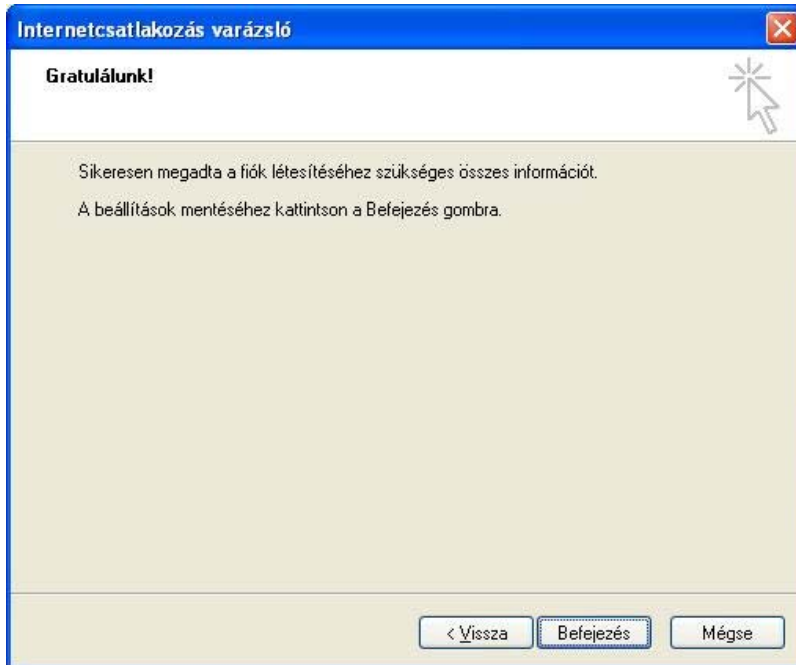 Internetcsatlakozás varázsló
Gratulálunk!
Sikeresen megadta a fiók létesítéséhez szükséges összes információt.
A beállítások mentéséhez kattintson a Befejezés gombra.
< Vissza
Befejezés
Mégse